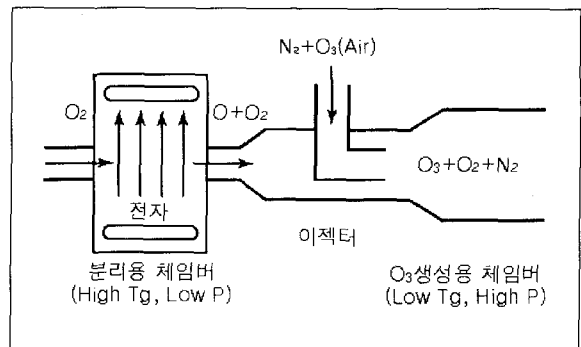 N₂+O₃(Air)
O₂
O+O₂
전자
O₃+O₂+N₂
이젝터
분리용 체임버
(High Tg, Low P)
O₃생성용 체임버
(Low Tg, High P)